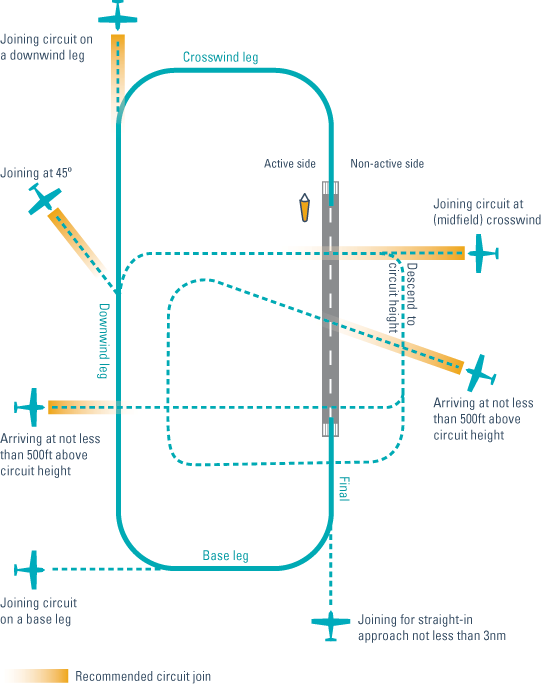 Joining circuit on
a downwind leg
Crosswind leg
Active side
Non-active side
Joining at 45º
Joining circuit at
(midfield) crosswind
Descend to
circuit height
Downwind leg
Arriving at not less
than 500ft above
circuit height
Arriving at not less
than 500ft above
circuit height
Final
Base leg
Joining circuit
on a base leg
Joining for straight-in
approach not less than 3nm
Recommended circuit join